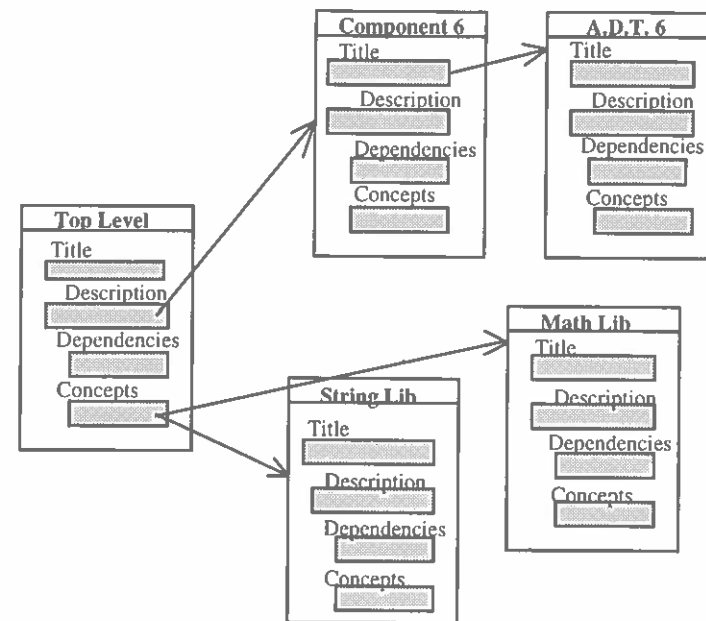 Component 6
Title
Description
Dependencies
Concepts
A.D.T. 6
Title
Description
Dependencies
Concepts
Top Level
Title
Description
Dependencies
Concepts
Math Lib
Title
Description
Dependencies
Concepts
String Lib
Title
Description
Dependencies
Concepts